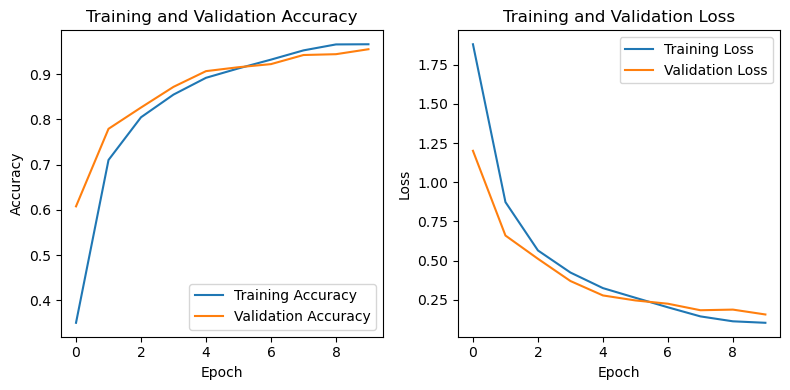 Training and Validation Accuracy
Accuracy
0.9
0.8
0.7
0.6
0.5
0.4
Training Accuracy
Validation Accuracy
0 2 4 6 8
Epoch
Training and Validation Loss
Loss
1.75
1.50
1.25
1.00
0.75
0.50
0.25
Training Loss
Validation Loss
0 2 4 6 8
Epoch